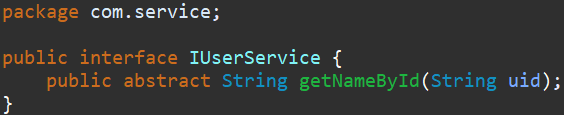 package com.service;
public interface IUserService {
    public abstract String getNameById(String uid);
}